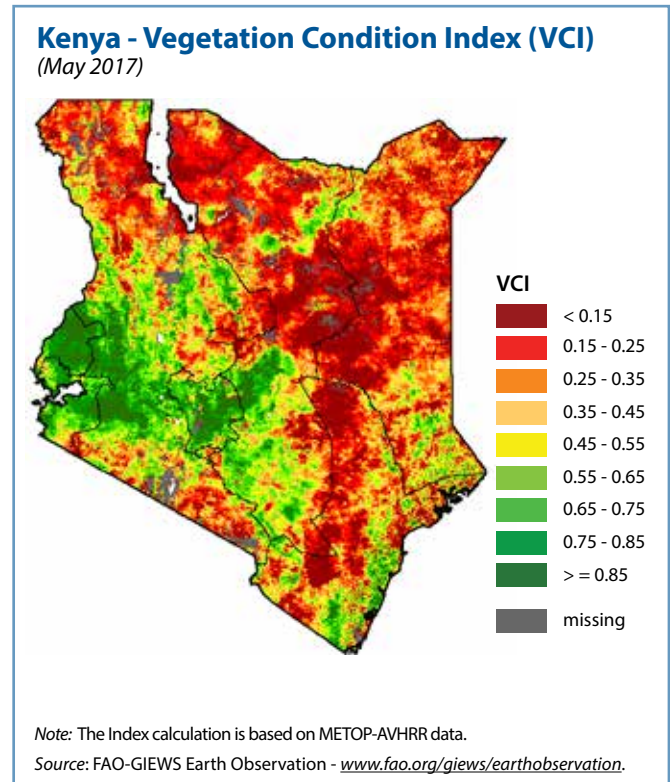 Kenya - Vegetation Condition Index (VCI)
(May 2017)
VCI
< 0.15
0.15 - 0.25
0.25 - 0.35
0.35 - 0.45
0.45 - 0.55
0.55 - 0.65
0.65 - 0.75
0.75 - 0.85
> = 0.85
missing
Note: The Index calculation is based on METOP-AVHRR data.
Source: FAO-GIEWS Earth Observation - www.fao.org/giews/earthobservation.